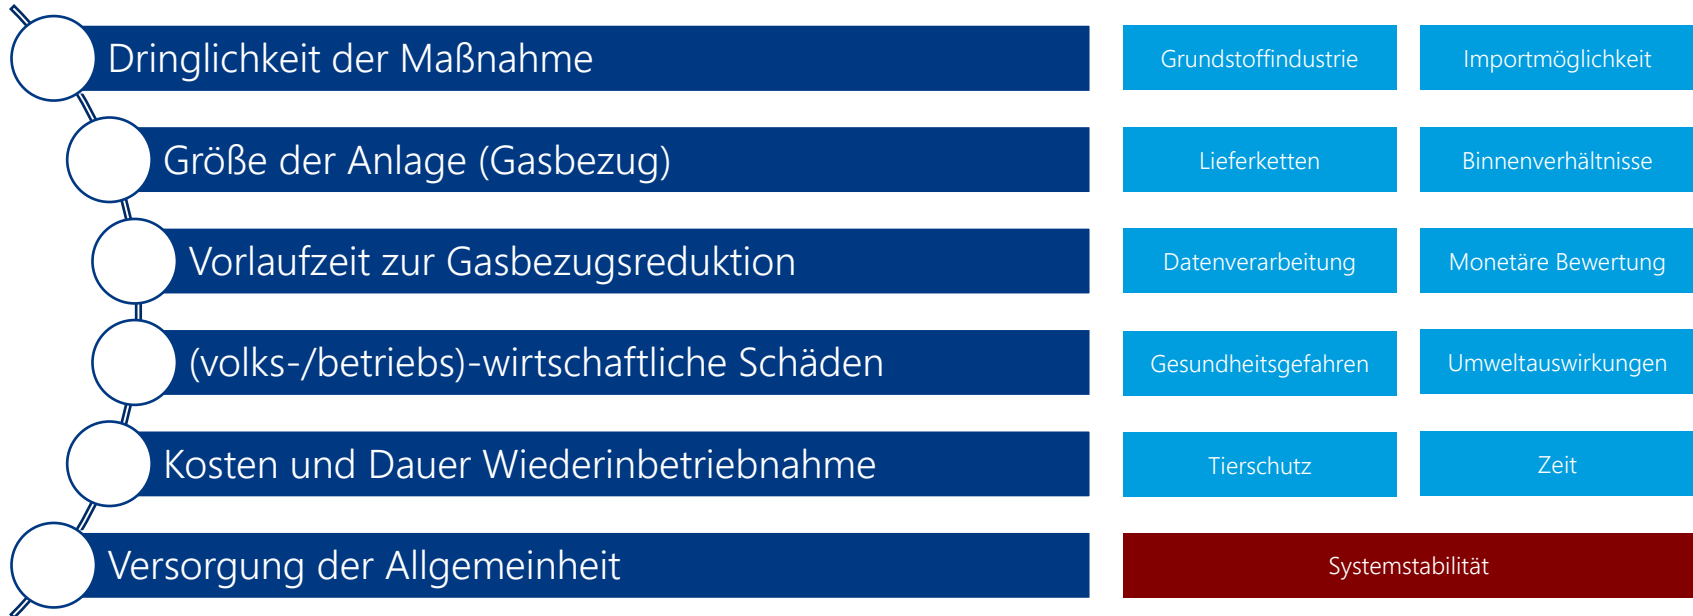 Dringlichkeit der Maßnahme
Grundstoffindustrie
Importmöglichkeit
Größe der Anlage (Gasbezug)
Lieferketten
Binnenverhältnisse
Vorlaufzeit zur Gasbezugsreduktion
Datenverarbeitung
Monetäre Bewertung
(volks-/betriebs)-wirtschaftliche Schäden
Gesundheitsgefahren
Umweltauswirkungen
Kosten und Dauer Wiederinbetriebnahme
Tierschutz
Zeit
Versorgung der Allgemeinheit
Systemstabilität